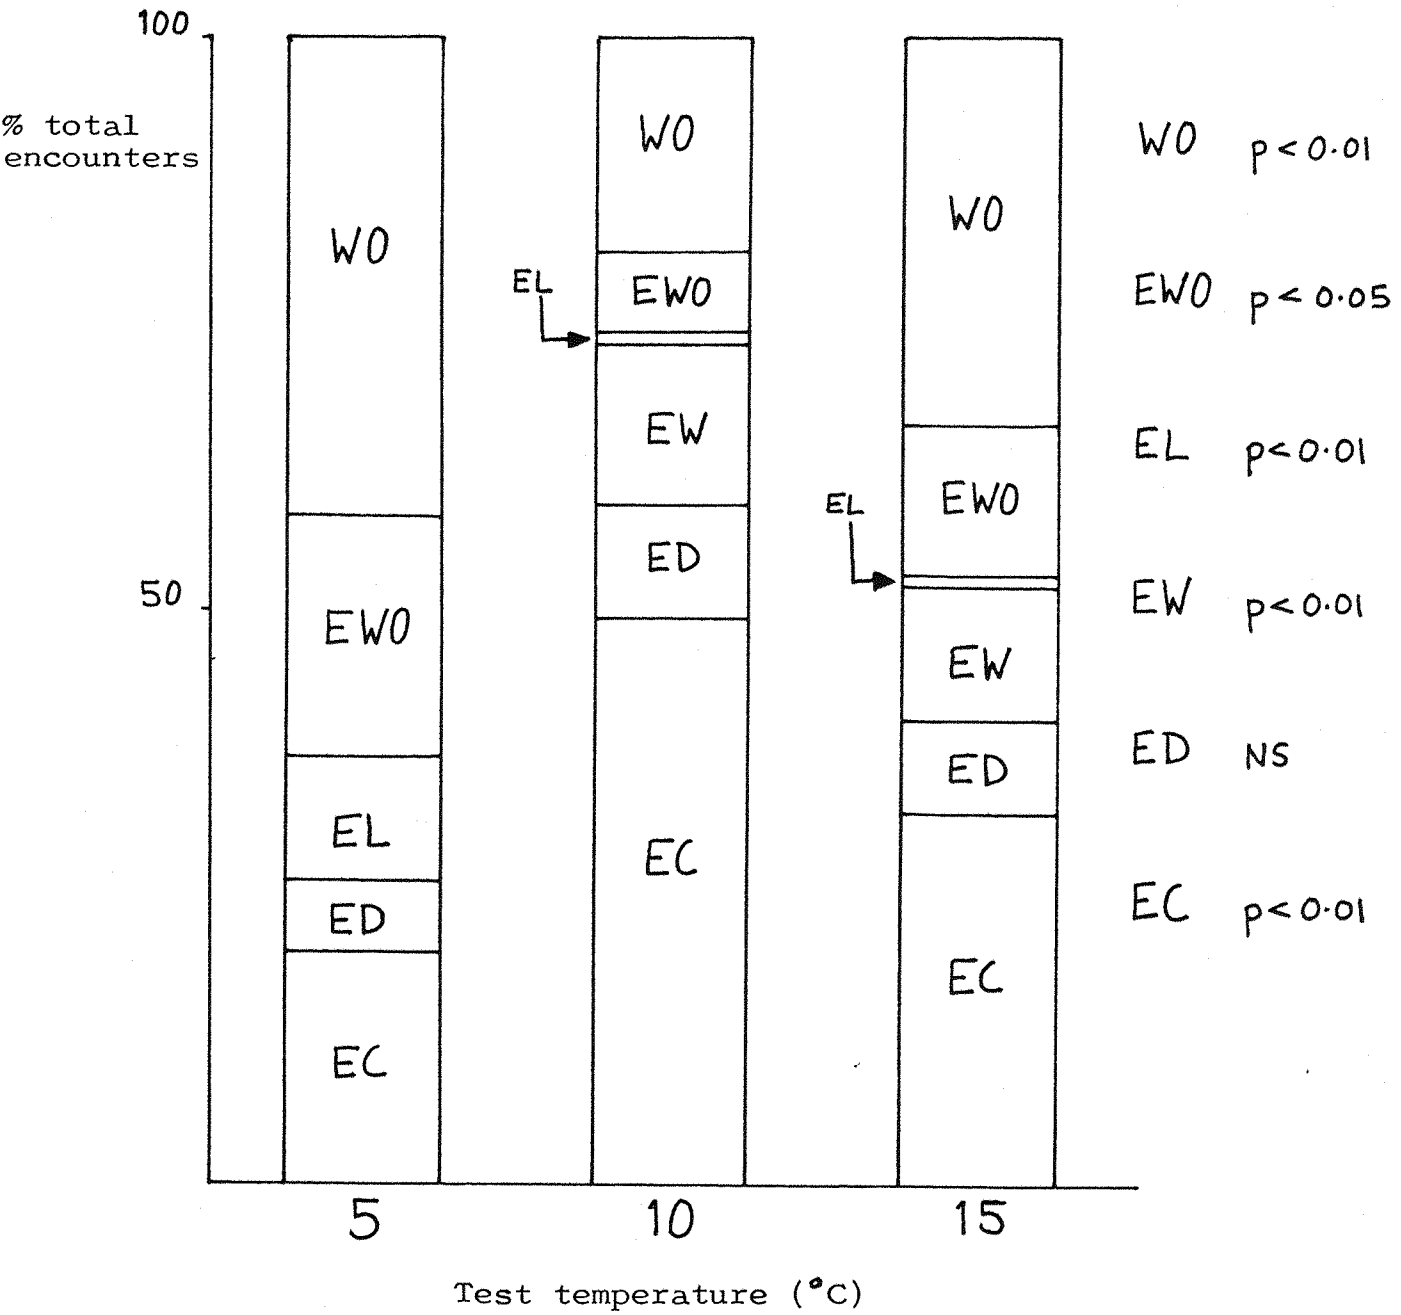 100
% total
encounters
50
WO
EWO
EL
ED
EC
EL
WO
EWO
EW
ED
EC
EL
WO
EWO
EW
ED
EC
WO p<0.01
EWO p<0.05
EL p<0.01
EW p<0.01
ED NS
EC p<0.01
5 10 15
Test temperature (°C)